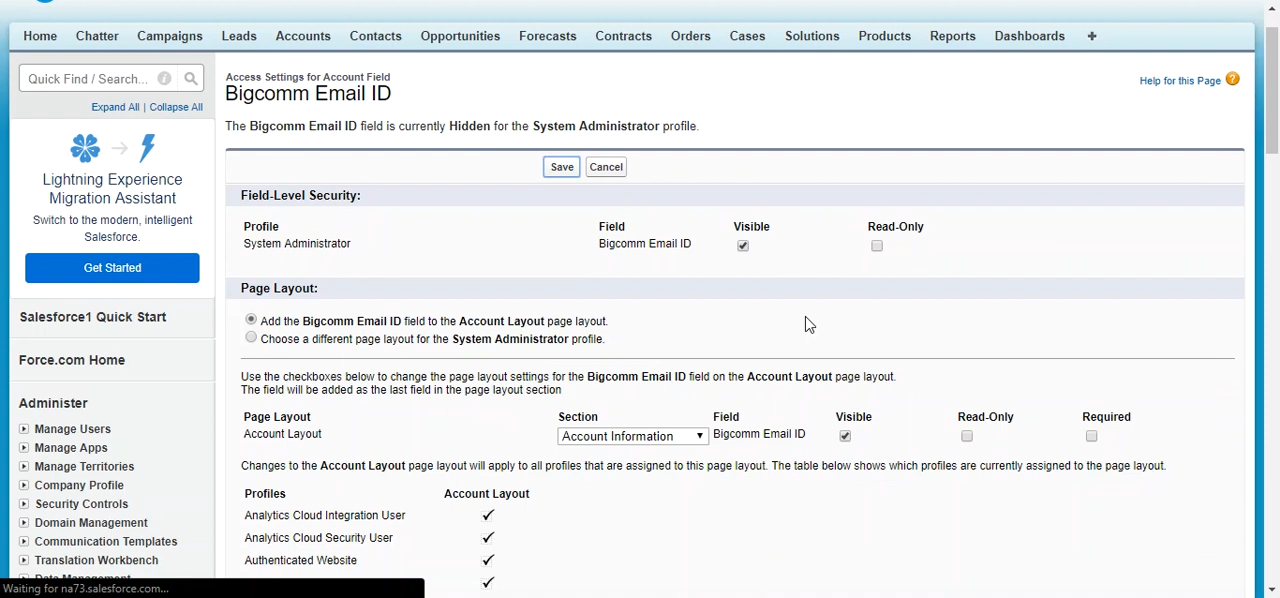 Home Chatter Campaigns Leads Accounts Contacts Opportunities Forecasts Contracts Orders Cases Solutions Products Reports Dashboards +
Quick Find / Search... i
Expand All | Collapse All
Lightning Experience
Migration Assistant
Switch to the modern, intelligent
Salesforce.
Get Started
Salesforce1 Quick Start
Force.com Home
Administer
Manage Users
Manage Apps
Manage Territories
Company Profile
Security Controls
Domain Management
Communication Templates
Translation Workbench
Data Management
Waiting for na73.salesforce.com...
Access Settings for Account Field
Bigcomm Email ID
Help for this Page ?
The Bigcomm Email ID field is currently Hidden for the System Administrator profile.
Save Cancel
Field-Level Security:
Profile Field Visible Read-Only
System Administrator Bigcomm Email ID
Page Layout:
Add the Bigcomm Email ID field to the Account Layout page layout.
Choose a different page layout for the System Administrator profile.
Use the checkboxes below to change the page layout settings for the Bigcomm Email ID field on the Account Layout page layout.
The field will be added as the last field in the page layout section
Page Layout Section Field Visible Read-Only Required
Account Layout Account Information Bigcomm Email ID
Changes to the Account Layout page layout will apply to all profiles that are assigned to this page layout. The table below shows which profiles are currently assigned to the page layout.
Profiles Account Layout
Analytics Cloud Integration User
Analytics Cloud Security User
Authenticated Website